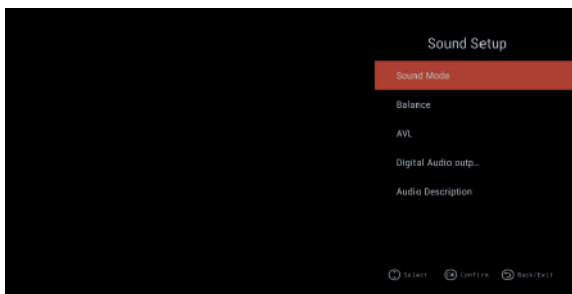 Sound Setup
Sound Mode
Balance
AVL
Digital Audio outp...
Audio Description
Select Confirm Back/Exit